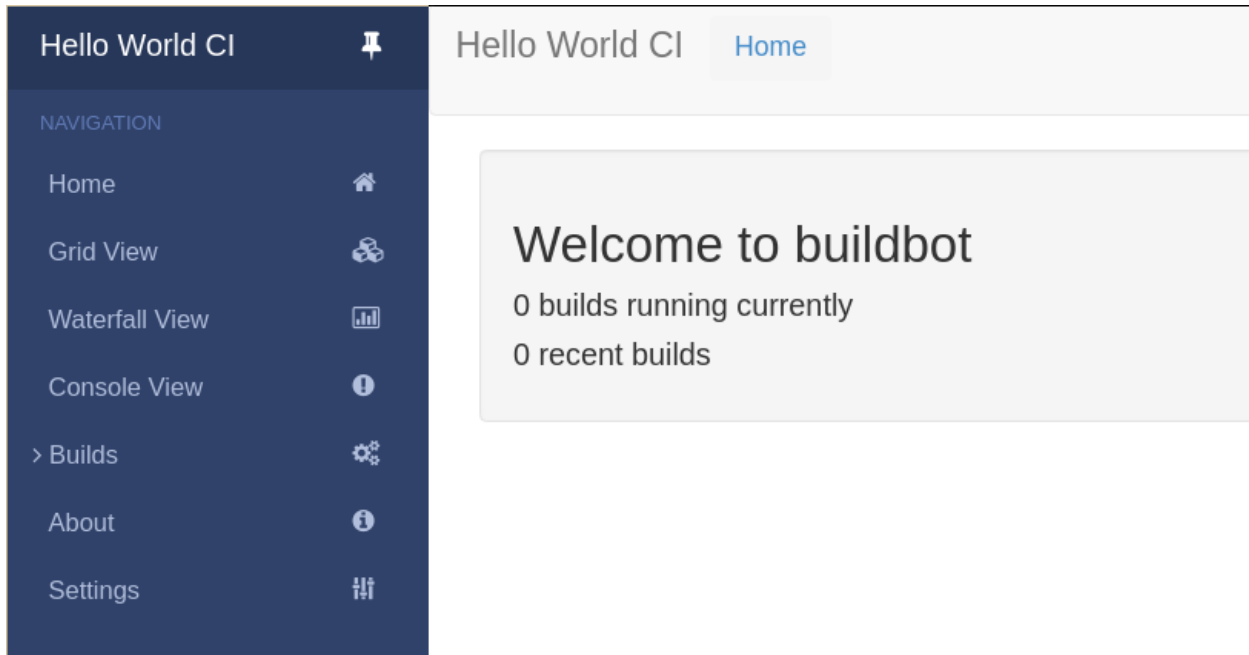 Hello World CI
NAVIGATION
Home
Grid View
Waterfall View
Console View
Builds
About
Settings
Hello World CI Home
Welcome to buildbot
0 builds running currently
0 recent builds